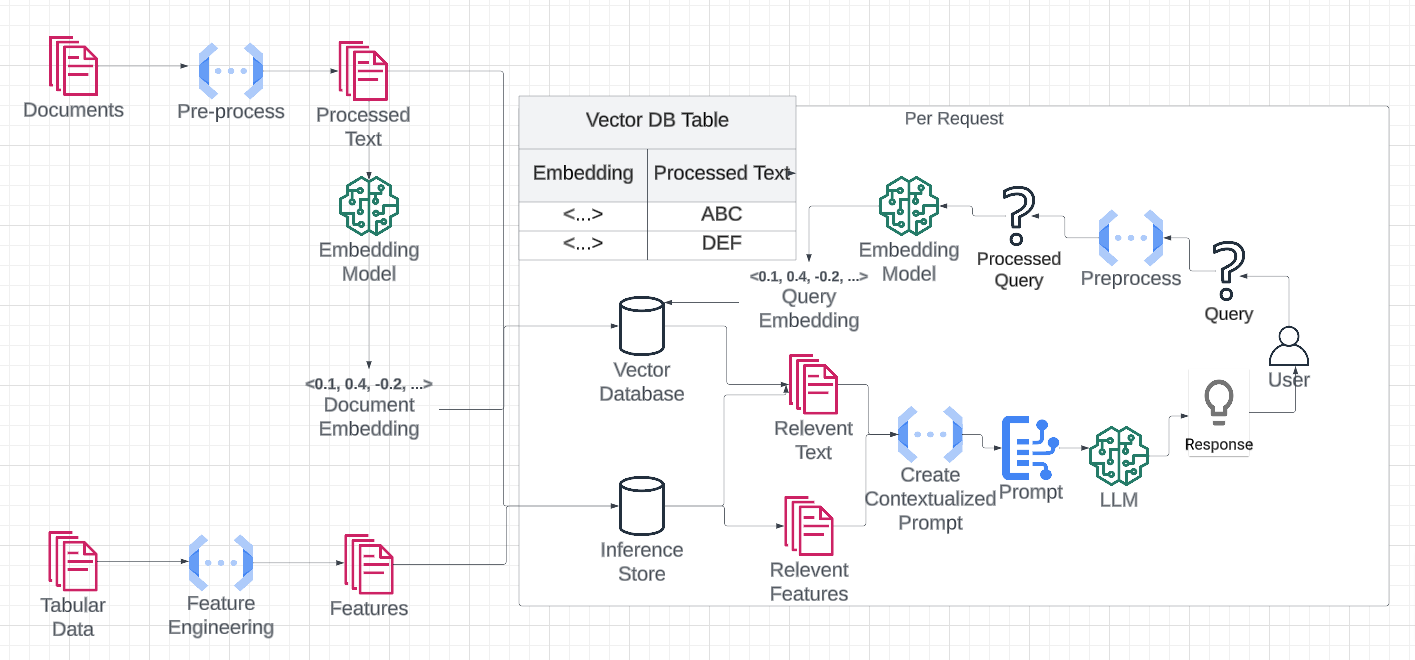 Documents
Pre-process
Processed
Text
Vector DB Table
Embedding
Processed Text
<...>
ABC
<...>
DEF
Per Request
Embedding
Model
Embedding
Model
Processed
Query
Preprocess
Query
<0.1, 0.4, -0.2, ...>
Query
Embedding
User
Vector
Database
<0.1, 0.4, -0.2, ...>
Document
Embedding
Relevent
Text
Create
Contextualized
Prompt
Prompt
LLM
Response
Inference
Store
Relevent
Features
Tabular
Data
Feature
Engineering
Features